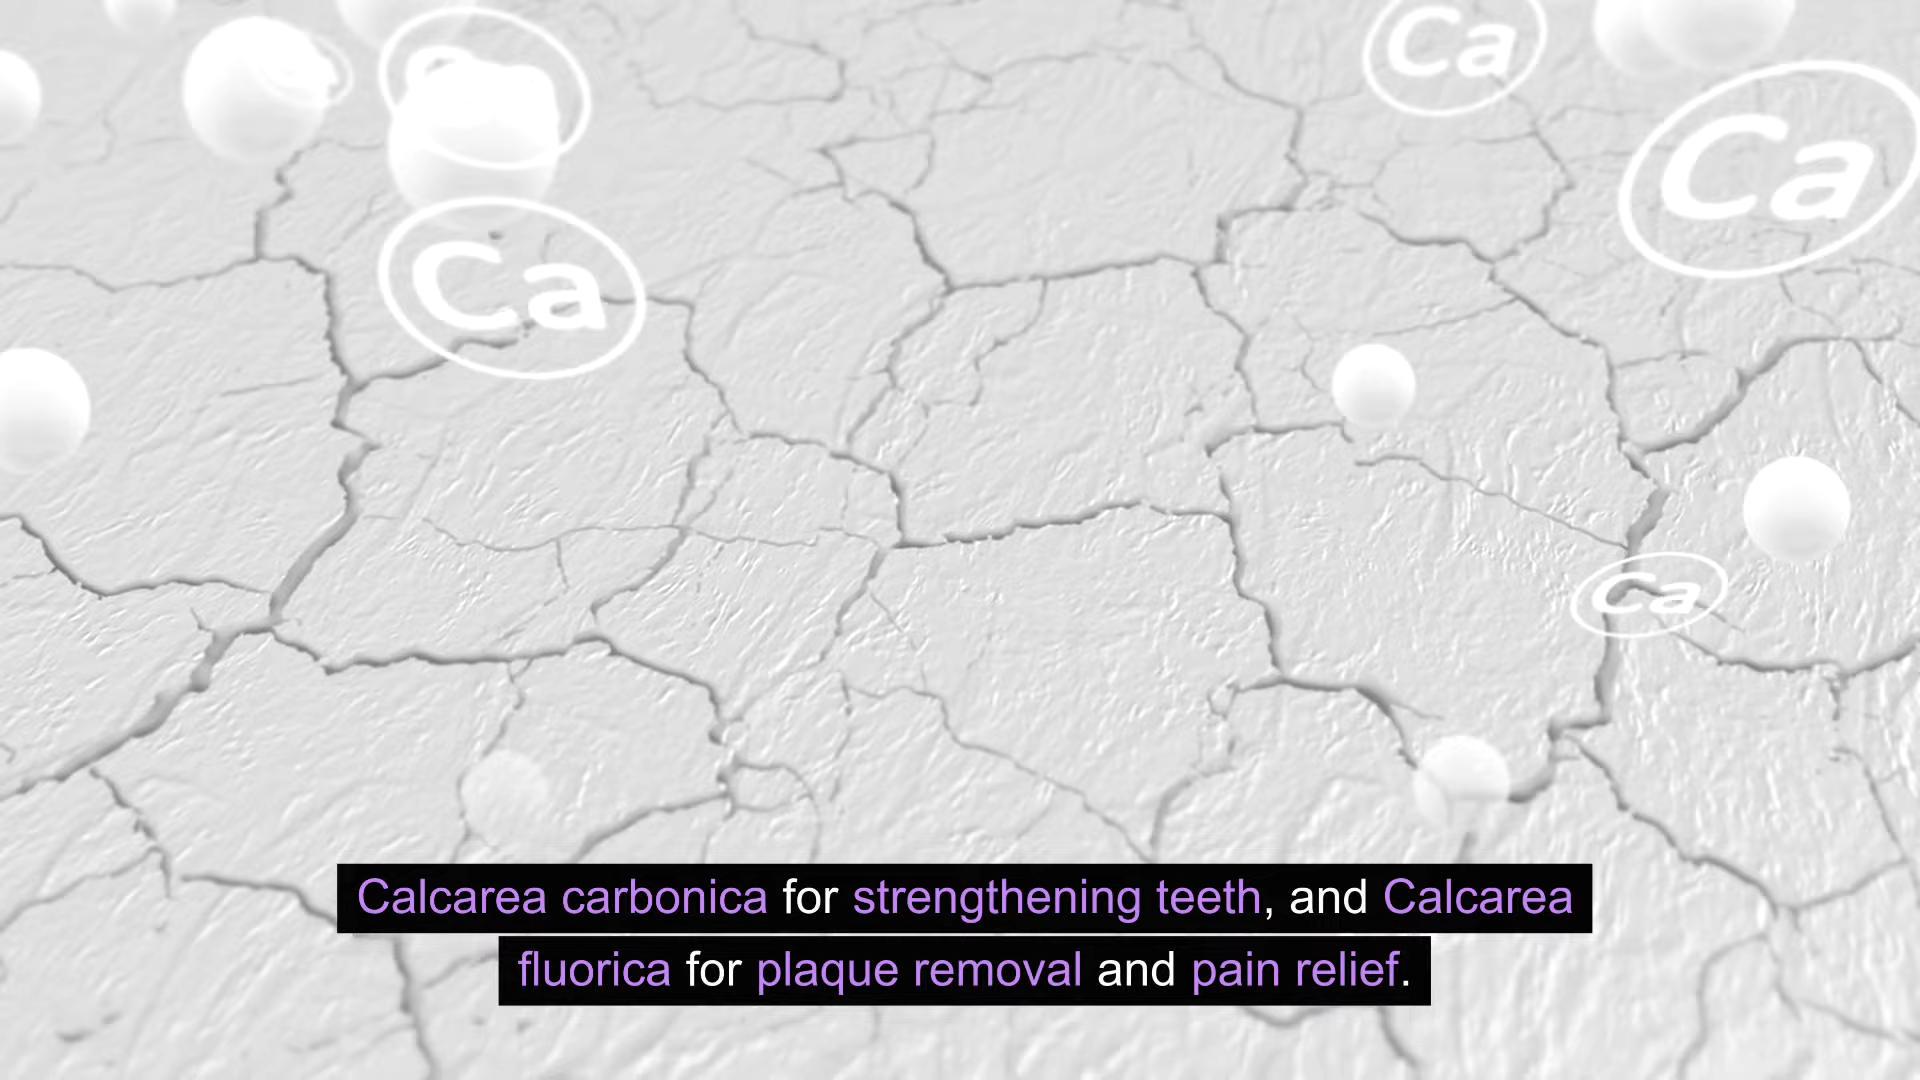 Ca
Ca
Ca
Ca
Calcarea carbonica for strengthening teeth, and Calcarea
fluorica for plaque removal and pain relief.